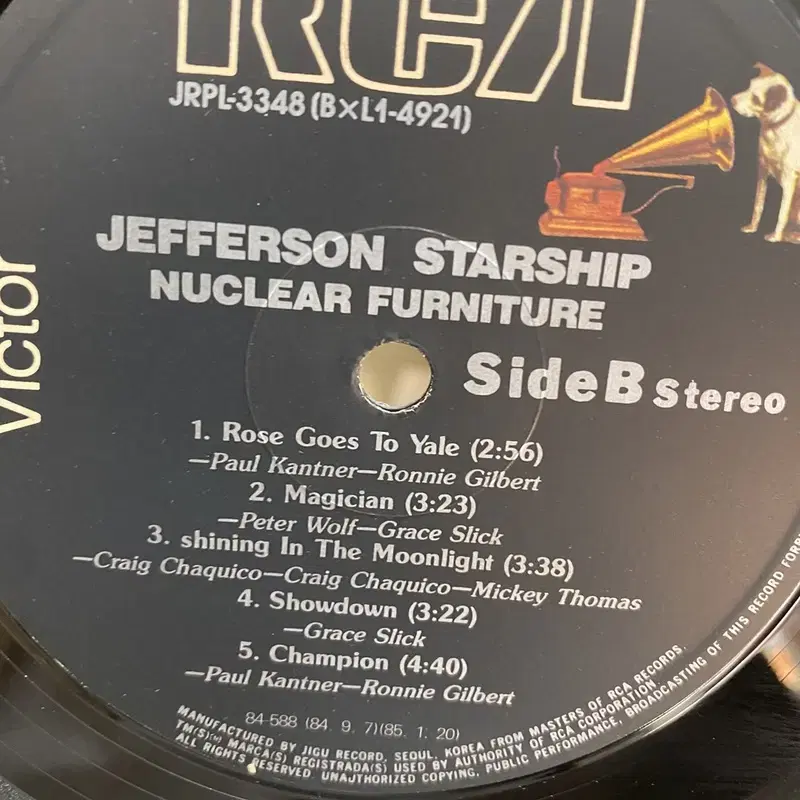 RCA
JRPL-3348 (BXL1-4921)
Victor
JEFFERSON STARSHIP
NUCLEAR FURNITURE
Side B Stereo
1. Rose Goes To Yale (2:56)
—Paul Kantner—Ronnie Gilbert
2. Magician (3:23)
—Peter Wolf—Grace Slick
3. shining In The Moonlight (3:38)
—Craig Chaquico—Craig Chaquico—Mickey Thomas
4. Showdown (3:22)
—Grace Slick
5. Champion (4:40)
—Paul Kantner—Ronnie Gilbert
84-588 (84. 9. 7)(85. 1. 20)
MANUFACTURED BY JIGU RECORD, SEOUL, KOREA FROM MASTERS OF RCA RECORDS.
TM(S)® MARCA(S) REGISTRADA(S) USED BY AUTHORITY OF RCA CORPORATION.
ALL RIGHTS RESERVED. UNAUTHORIZED COPYING, PUBLIC PERFORMANCE, BROADCASTING OF THIS RECORD